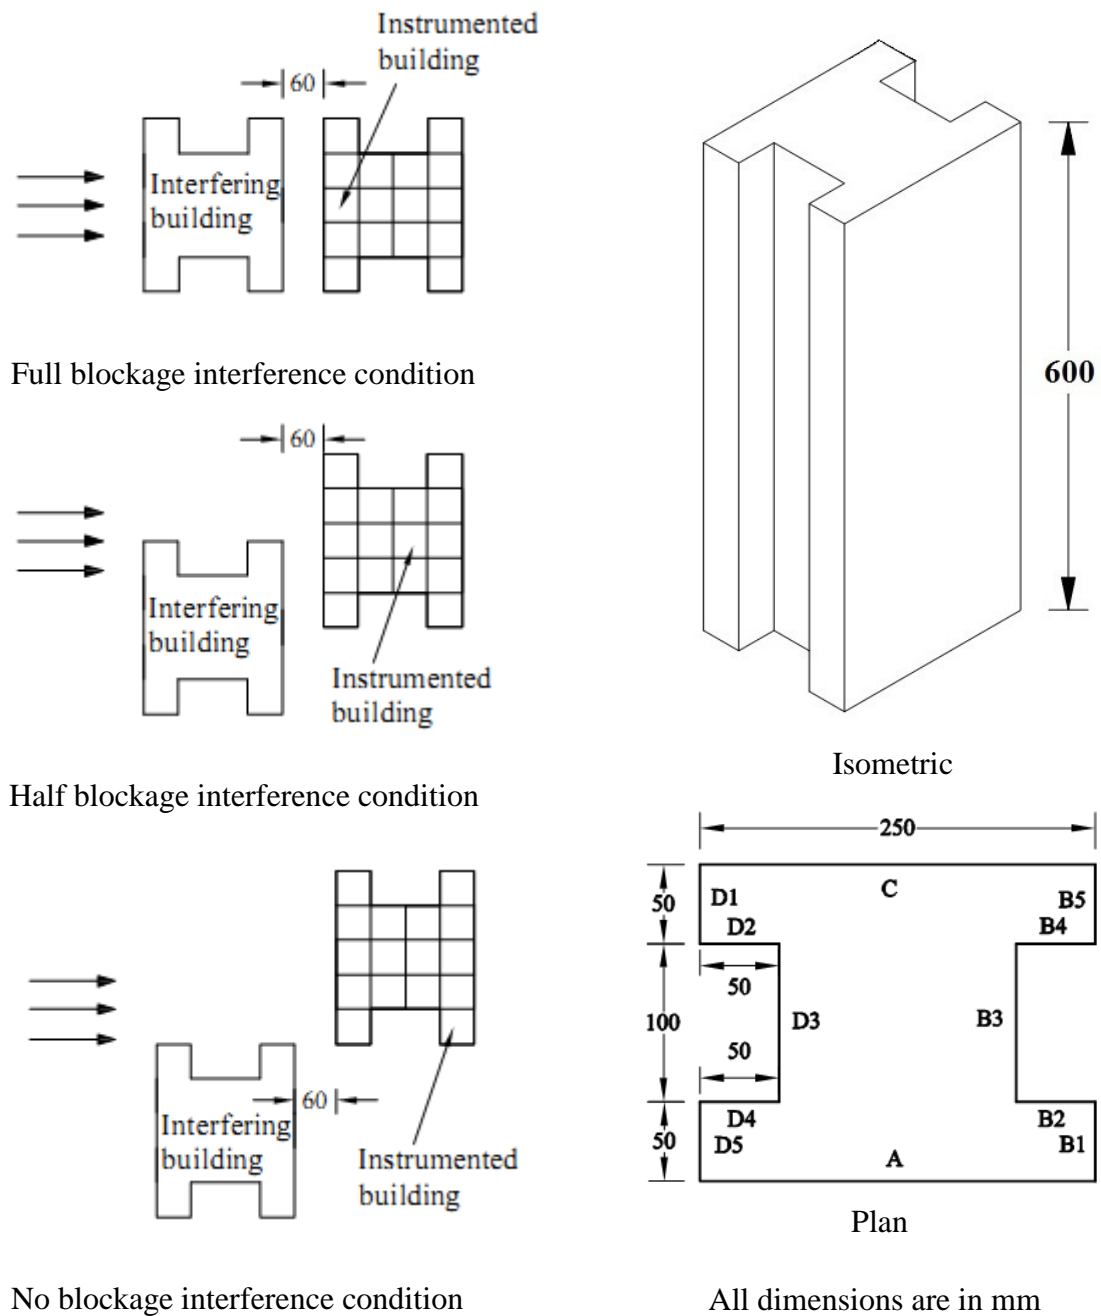 Instrumented
building
60
Interfering
building
Full blockage interference condition
60
Interfering
building
Instrumented
building
Half blockage interference condition
60
Interfering
building
Instrumented
building
No blockage interference condition
600
Isometric
250
50
D1
C
B5
D2
B4
50
100
D3
B3
50
D4
B2
50
D5
A
B1
Plan
All dimensions are in mm